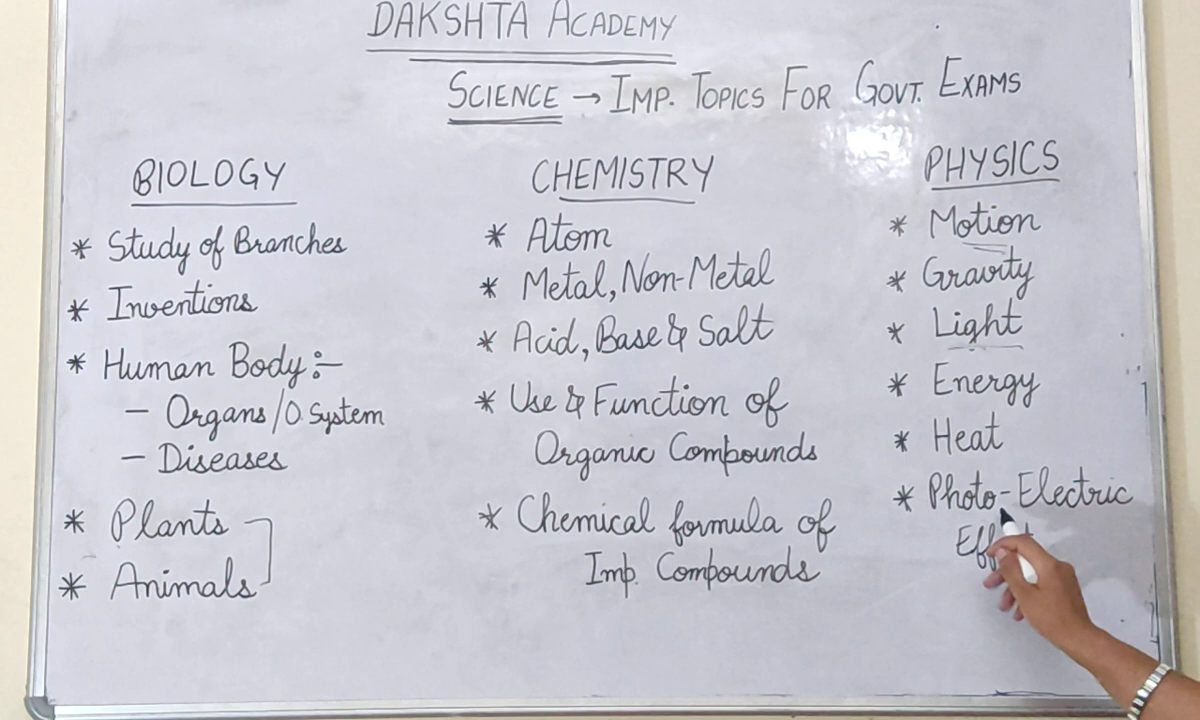 DAKSHTA ACADEMY
SCIENCE → IMP. TOPICS FOR GOVT. EXAMS
BIOLOGY
* Study of Branches
* Inventions
* Human Body:-
- Organs/O.System
- Diseases
* Plants
* Animals
CHEMISTRY
* Atom
* Metal, Non-Metal
* Acid, Base & Salt
* Use & Function of
Organic Compounds
* Chemical formula of
Imp. Compounds
PHYSICS
* Motion
* Gravity
* Light
* Energy
* Heat
* Photo-Electric